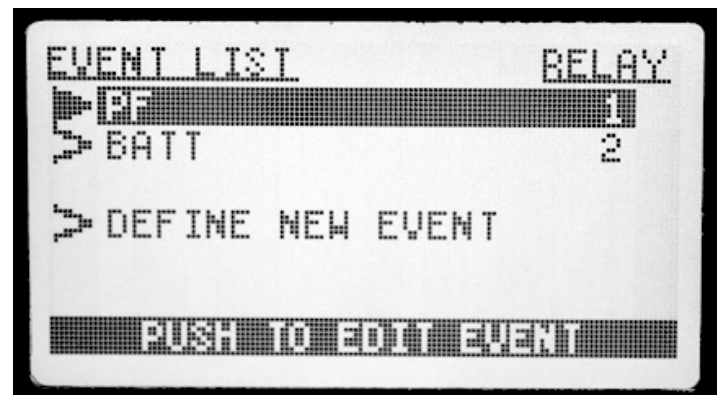 EVENT LIST RELAY
PF 1
BATT 2
DEFINE NEW EVENT
PUSH TO EDIT EVENT